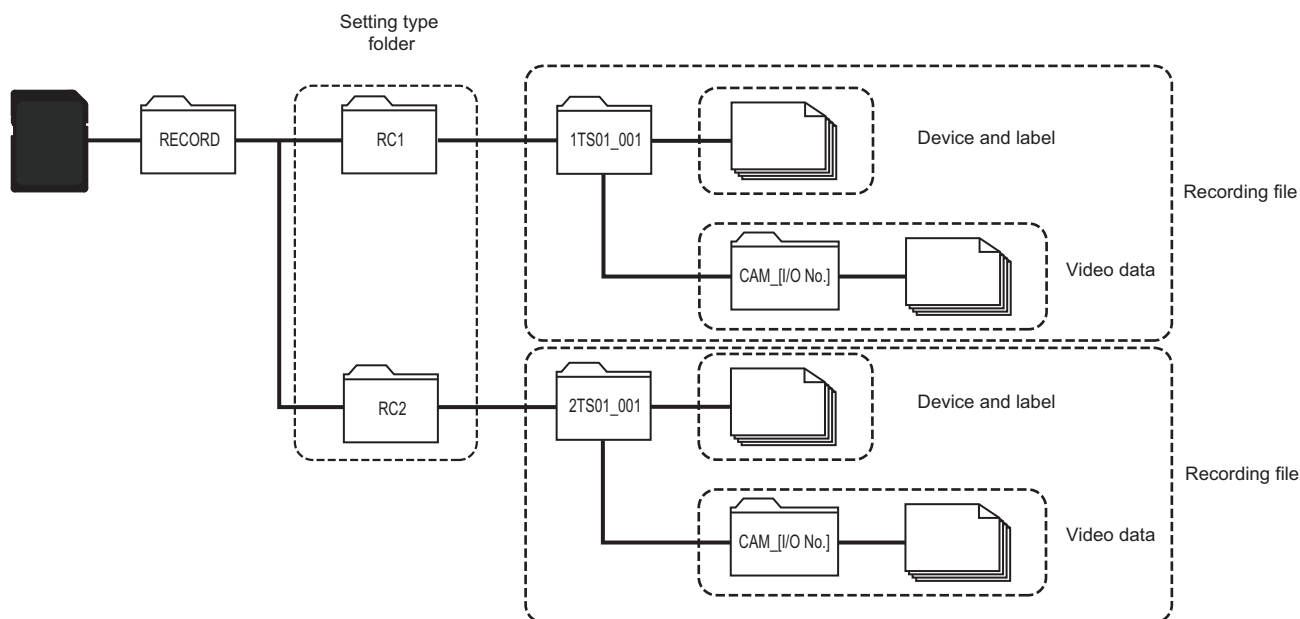 Setting type
folder
RECORD
RC1
1TS01_001
Device and label
Recording file
CAM_[I/O No.]
Video data
RC2
2TS01_001
Device and label
Recording file
CAM_[I/O No.]
Video data